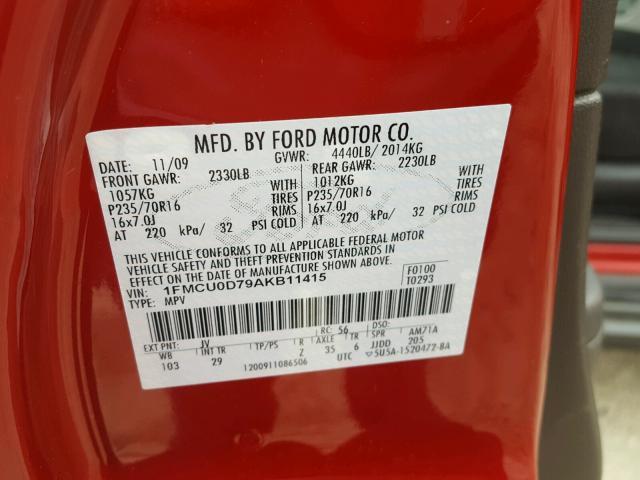 MFD. BY FORD MOTOR CO.
DATE: 11/09 GVWR: 4440LB/ 2014KG
FRONT GAWR: 2330LB REAR GAWR: 2230LB
1057KG WITH 1012KG WITH
P235/70R16 TIRES P235/70R16 TIRES
16x7.0J RIMS 16x7.0J RIMS
AT 220 kPa/ 32 PSI COLD AT 220 kPa/ 32 PSI COLD
THIS VEHICLE CONFORMS TO ALL APPLICABLE FEDERAL MOTOR
VEHICLE SAFETY AND THEFT PREVENTION STANDARDS IN
EFFECT ON THE DATE OF MANUFACTURE SHOWN ABOVE.
VIN: 1FMCU0D79AKB11415 F0100
TYPE: MPV T0293
EXT PNT: JV RC: 56 DSO:
WB INT TR TP/PS R AXLE TR SPR AM71A
103 29 Z 35 6 JJDD 205
1200911086506 UTC 5U5A-1520472-BA